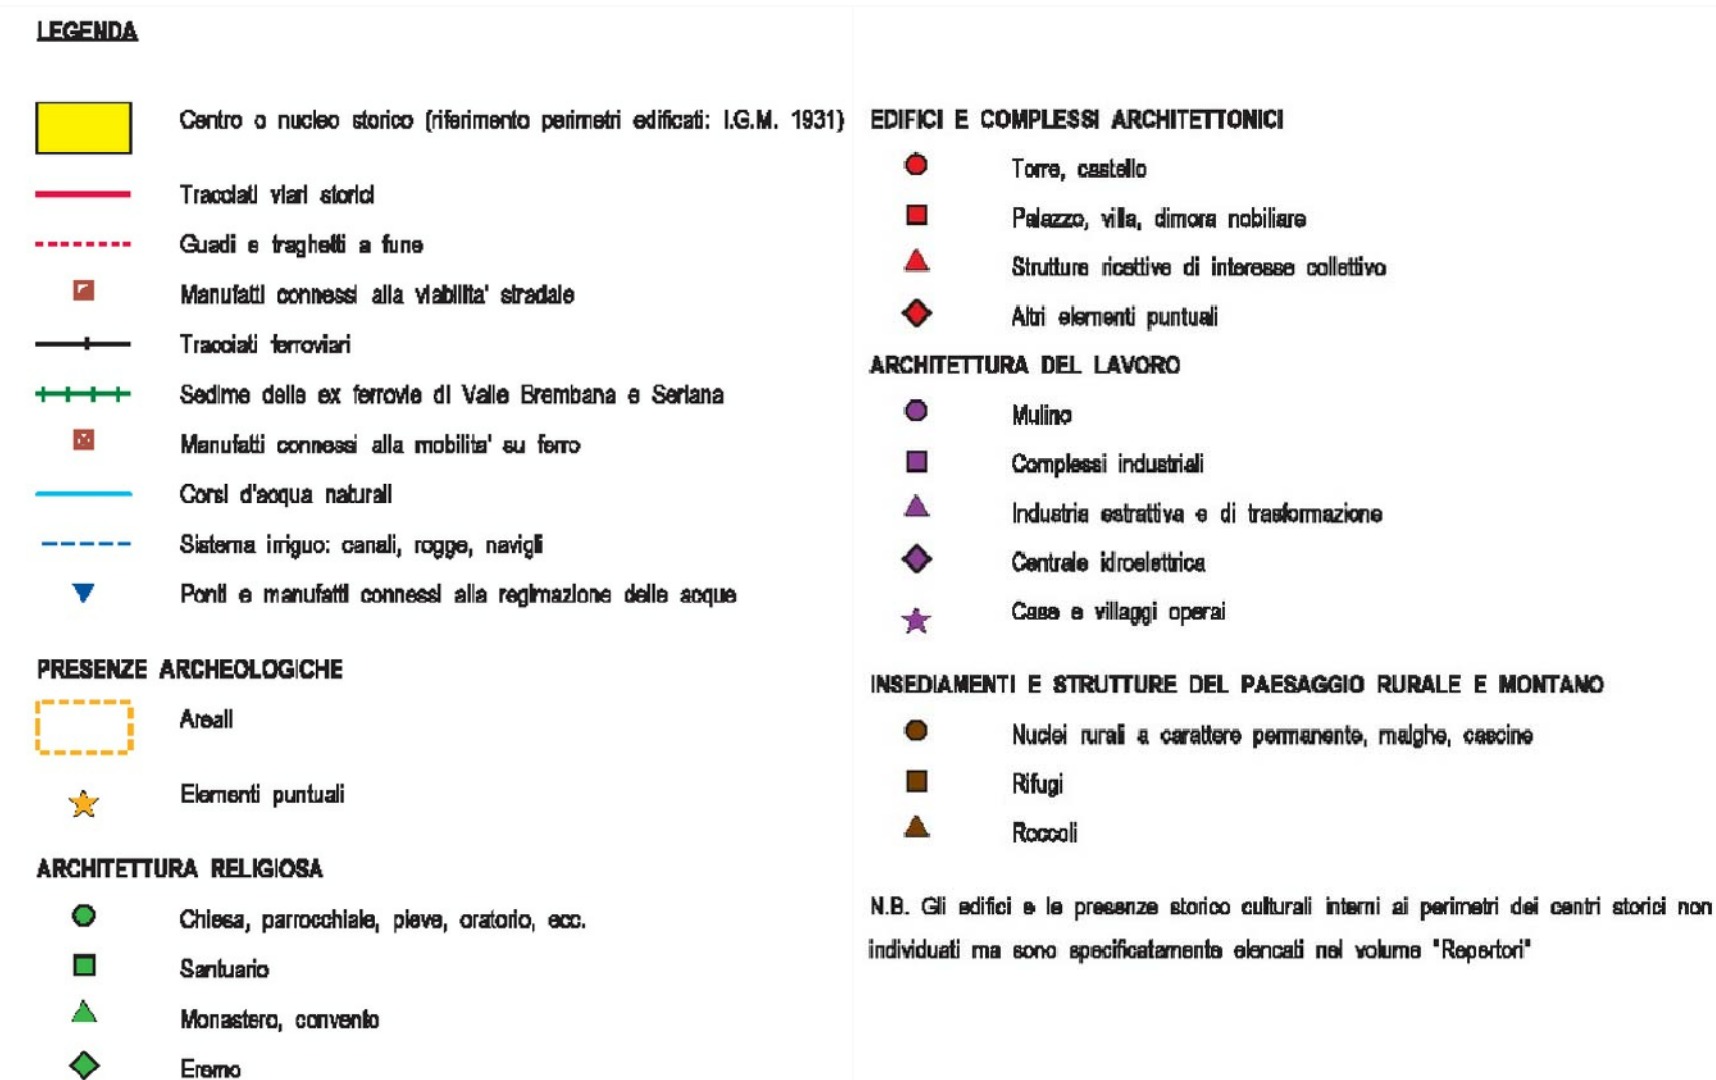 LEGENDA
Centro o nucleo storico (riferimento perimetri edificati: I.G.M. 1931)
Tracciati viari storici
Guadi e traghetti a fune
Manufatti connessi alla viabilita' stradale
Tracciati ferroviari
Sedime delle ex ferrovie di Valle Brembana e Seriana
Manufatti connessi alla mobilita' su ferro
Corsi d'acqua naturali
Sistema irriguo: canali, rogge, navigli
Ponti e manufatti connessi alla regimazione delle acque
PRESENZE ARCHEOLOGICHE
Areali
Elementi puntuali
ARCHITETTURA RELIGIOSA
Chiesa, parrocchiale, pieve, oratorio, ecc.
Santuario
Monastero, convento
Eremo
EDIFICI E COMPLESSI ARCHITETTONICI
Torre, castello
Palazzo, villa, dimora nobiliare
Strutture ricettive di interesse collettivo
Altri elementi puntuali
ARCHITETTURA DEL LAVORO
Mulino
Complessi industriali
Industria estrattiva e di trasformazione
Centrale idroelettrica
Case e villaggi operai
INSEDIAMENTI E STRUTTURE DEL PAESAGGIO RURALE E MONTANO
Nuclei rurali a carattere permanente, malghe, cascine
Rifugi
Roccoli
N.B. Gli edifici e le presenze storico culturali interni ai perimetri dei centri storici non
individuati ma sono specificatamente elencati nel volume "Repertori"